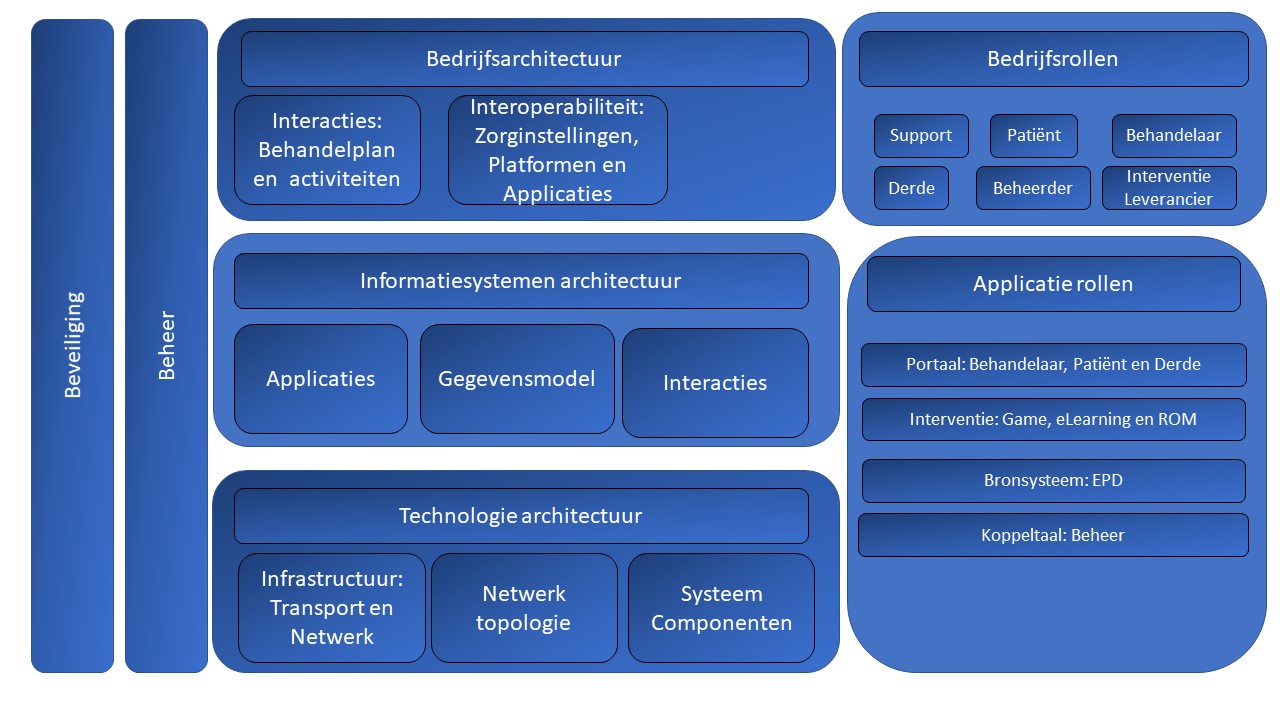 Beveiliging
Beheer
Bedrijfsarchitectuur
Interacties:
Behandelplan
en activiteiten
Interoperabiliteit:
Zorginstellingen,
Platformen en
Applicaties
Informatiesystemen architectuur
Applicaties
Gegevensmodel
Interacties
Technologie architectuur
Infrastructuur:
Transport en
Netwerk
Netwerk
topologie
Systeem
Componenten
Bedrijfsrollen
Support
Patiënt
Behandelaar
Derde
Beheerder
Interventie
Leverancier
Applicatie rollen
Portaal: Behandelaar, Patiënt en Derde
Interventie: Game, eLearning en ROM
Bronsysteem: EPD
Koppeltaal: Beheer